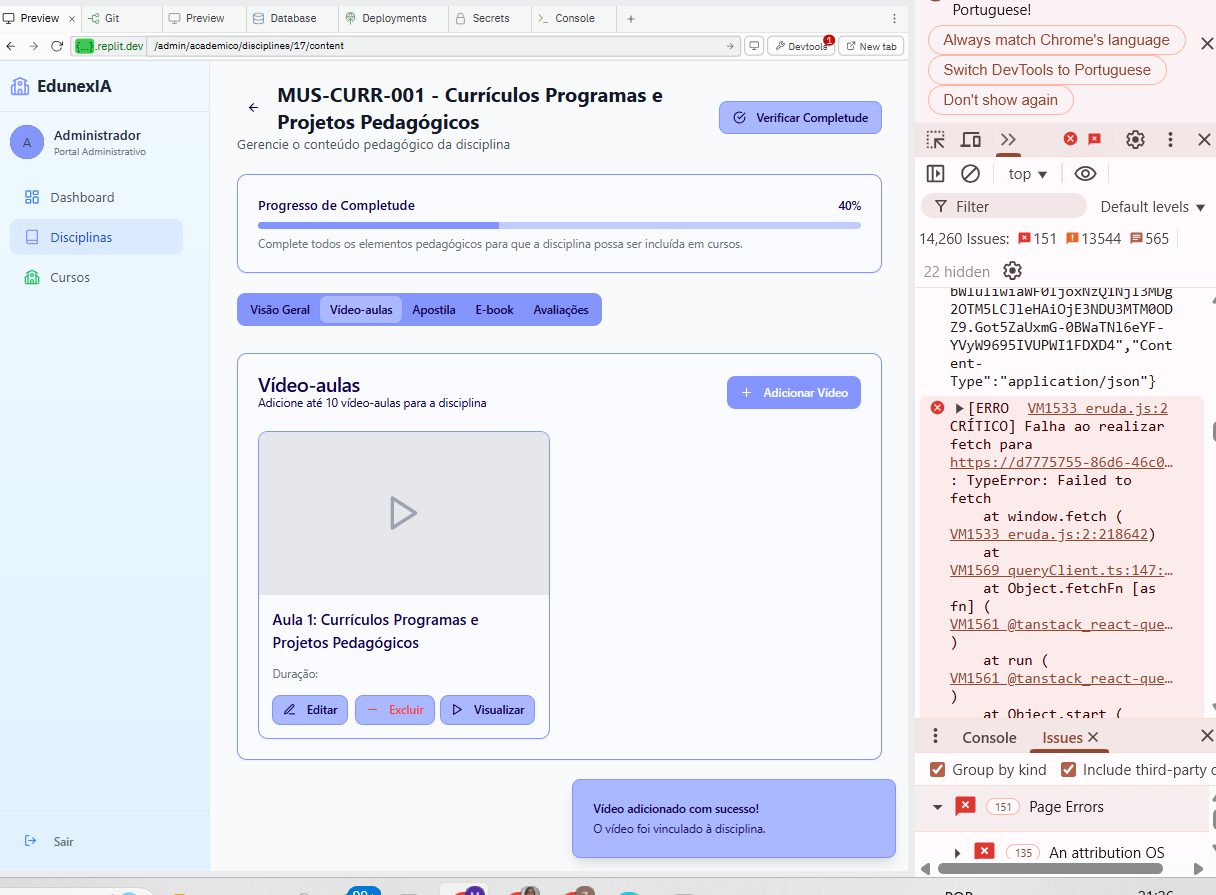 Preview
Git
Preview
Database
Deployments
Secrets
Console
.replit.dev
/admin/academico/disciplines/17/content
Devtools
1
New tab
EdunexIA
A
Administrador
Portal Administrativo
Dashboard
Disciplinas
Cursos
Sair
MUS-CURR-001 - Currículos Programas e
Projetos Pedagógicos
Gerencie o conteúdo pedagógico da disciplina
Verificar Completude
Progresso de Completude
40%
Complete todos os elementos pedagógicos para que a disciplina possa ser incluída em cursos.
Visão Geral
Vídeo-aulas
Apostila
E-book
Avaliações
Vídeo-aulas
Adicione até 10 vídeo-aulas para a disciplina
Adicionar Vídeo
Aula 1: Currículos Programas e
Projetos Pedagógicos
Duração:
Editar
Excluir
Visualizar
Vídeo adicionado com sucesso!
O vídeo foi vinculado à disciplina.
Portuguese!
Always match Chrome's language
Switch DevTools to Portuguese
Don't show again
top
Filter
Default levels
14,260 Issues:
151
13544
565
22 hidden
2OTM5LCJleHAiOjE3NDU3MTM0OD
Z9.Got5ZaUxmG-0BWaTNl6eYF-
YVyW9695IVUPWI1FDXD4","Cont
ent-
Type":"application/json"}
[ERRO VM1533 eruda.js:2
CRÍTICO] Falha ao realizar
fetch para
https://d7775755-86d6-46c0…
: TypeError: Failed to
fetch
at window.fetch (
VM1533 eruda.js:2:218642)
at
VM1569 queryClient.ts:147:…
at Object.fetchFn [as
fn] (
VM1561 @tanstack_react-que…
)
at run (
VM1561 @tanstack_react-que…
)
at Object.start (
Console
Issues
Group by kind
Include third-party
151
Page Errors
135
An attribution OS